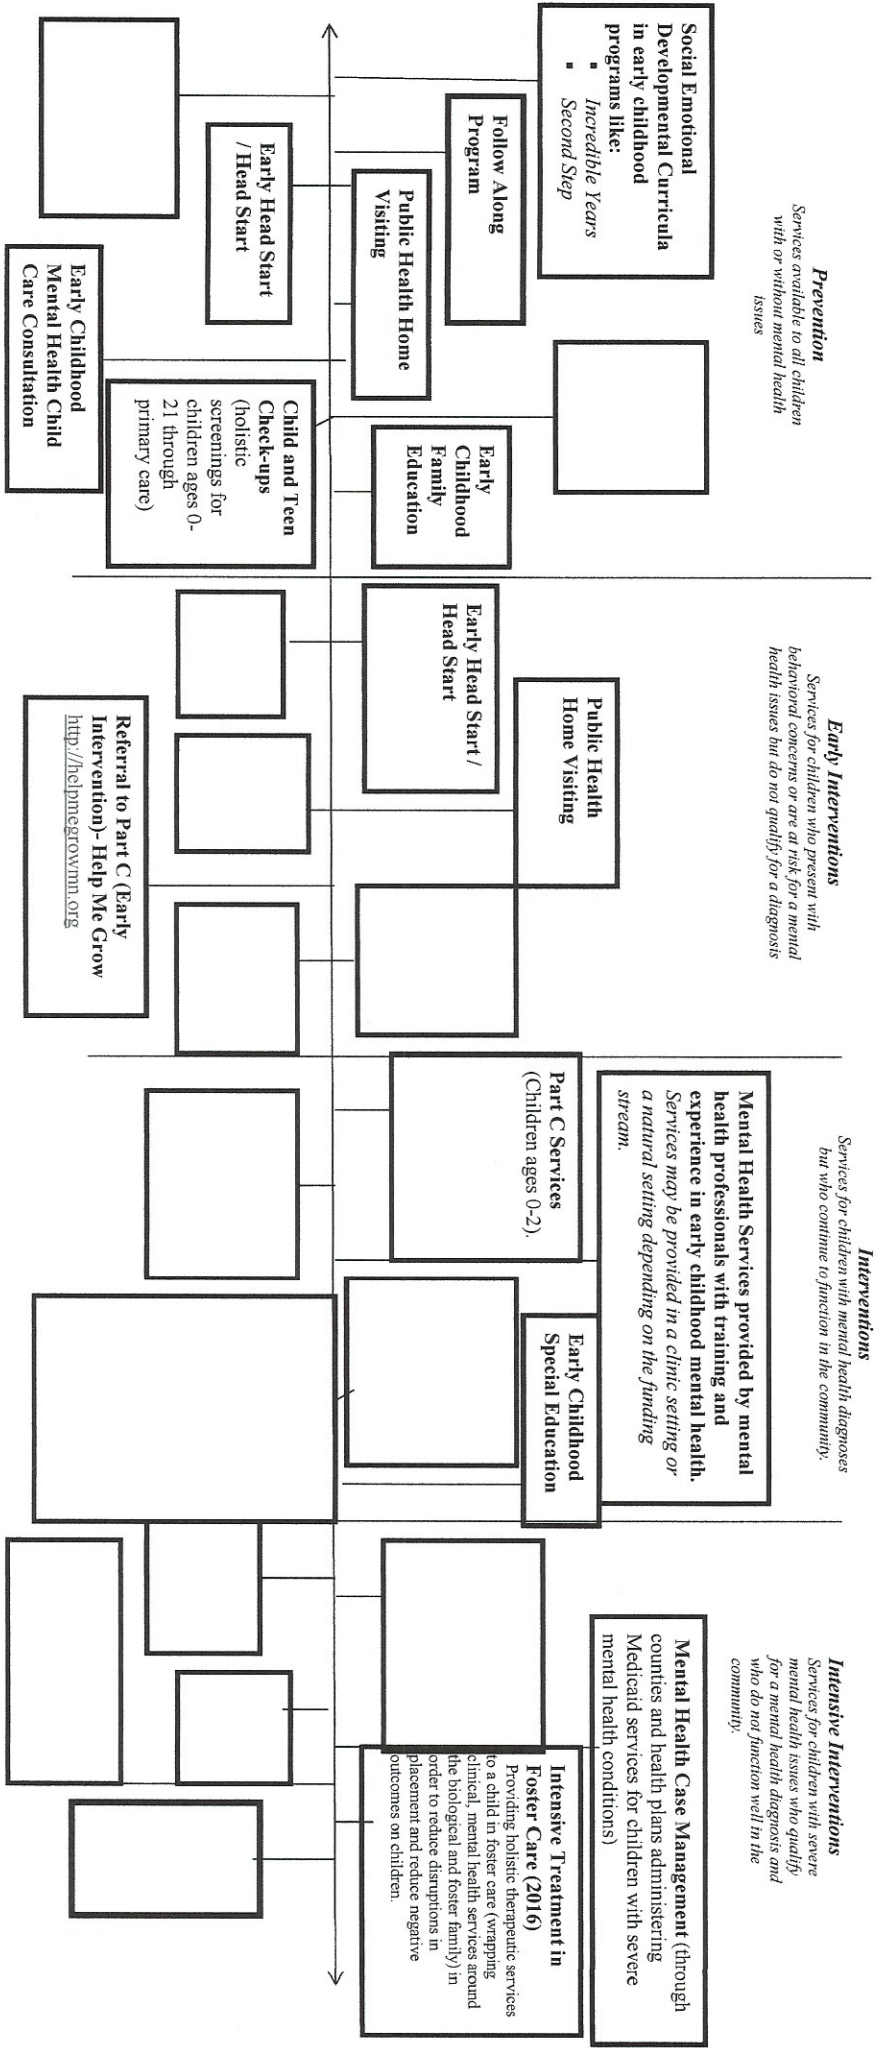 Prevention
Services available to all children
with or without mental health
issues
Social Emotional
Developmental Curricula
in early childhood
programs like:
▪ Incredible Years
▪ Second Step
Follow Along
Program
Public Health Home
Visiting
Early Head Start
/ Head Start
Early Childhood
Mental Health Child
Care Consultation
Early
Childhood
Family
Education
Child and Teen
Check-ups
(holistic
screenings for
children ages 0-
21 through
primary care)
Early Interventions
Services for children who present with
behavioral concerns or are at risk for a mental
health issues but do not qualify for a diagnosis
Public Health
Home Visiting
Early Head Start /
Head Start
Referral to Part C (Early
Intervention)- Help Me Grow
http://helpmegrowmn.org
Interventions
Services for children with mental health diagnoses
but who continue to function in the community.
Mental Health Services provided by mental
health professionals with training and
experience in early childhood mental health.
Services may be provided in a clinic setting or
a natural setting depending on the funding
stream.
Part C Services
(Children ages 0-2).
Early Childhood
Special Education
Intensive Interventions
Services for children with severe
mental health issues who qualify
for a mental health diagnosis and
who do not function well in the
community.
Mental Health Case Management (through
counties and health plans administering
Medicaid services for children with severe
mental health conditions)
Intensive Treatment in
Foster Care (2016)
Providing holistic therapeutic services
to a child in foster care (wrapping
clinical, mental health services around
the biological and foster family) in
order to reduce disruptions in
placement and reduce negative
outcomes on children.